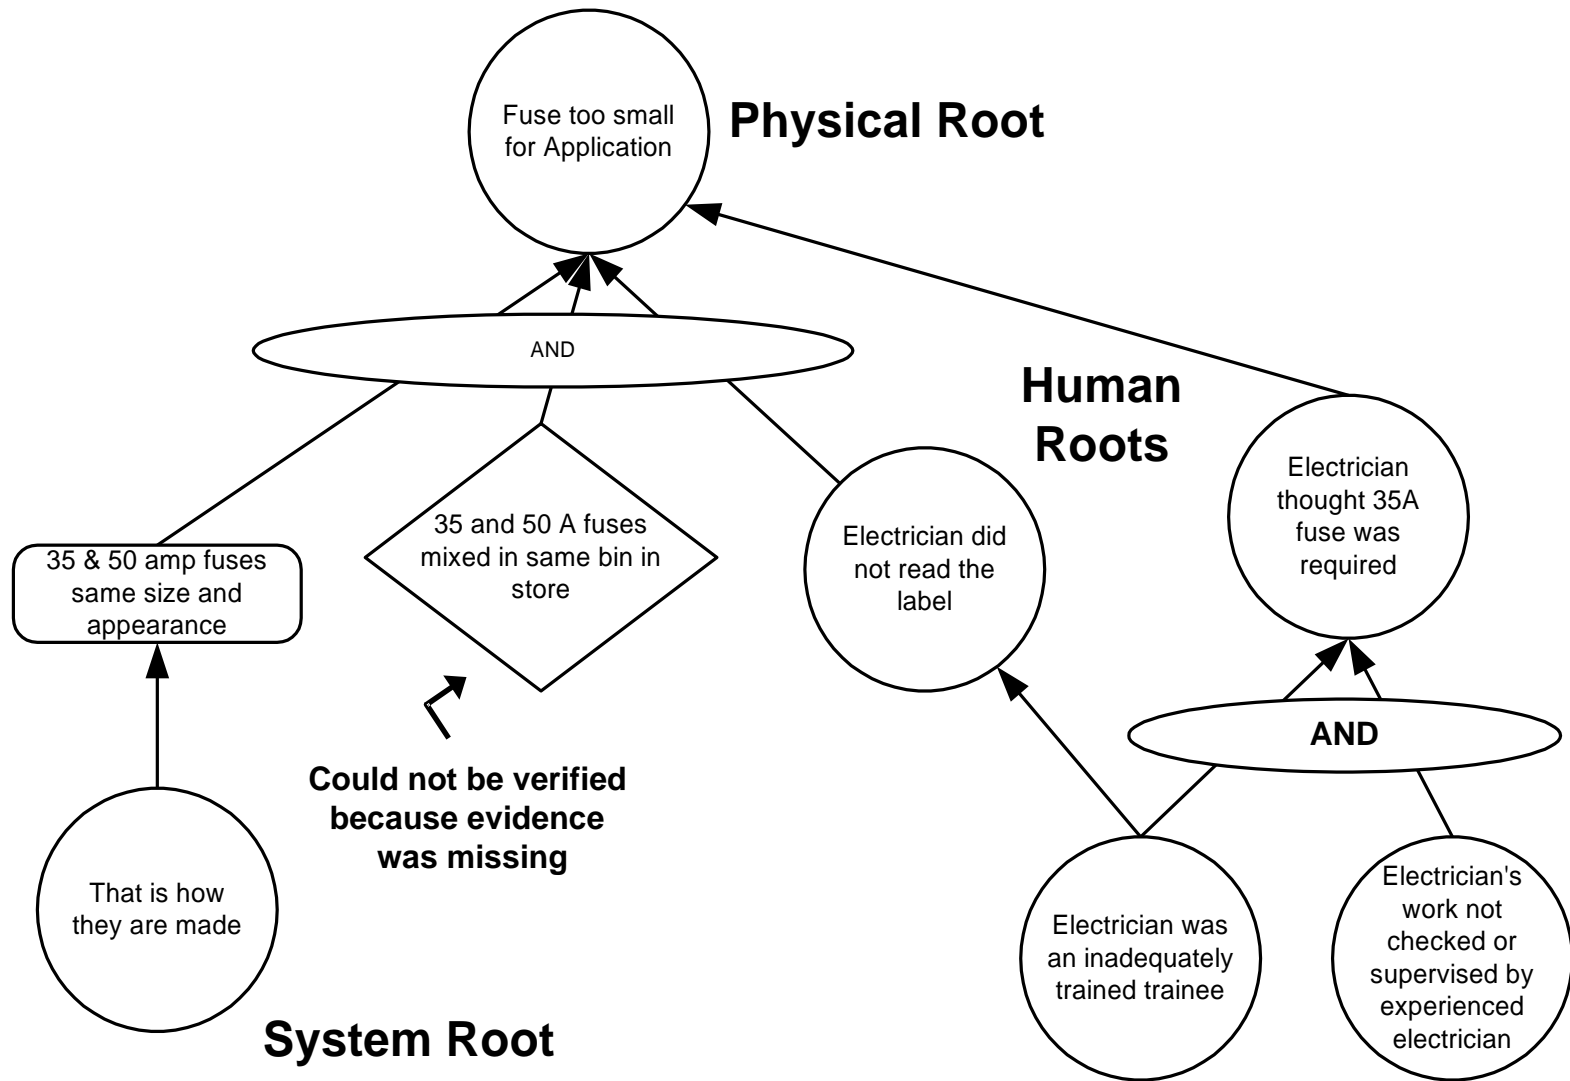 Fuse too small
for Application
Physical Root
AND
Human
Roots
Electrician
thought 35A
fuse was
required
35 and 50 A fuses
mixed in same bin in
store
Electrician did
not read the
label
35 & 50 amp fuses
same size and
appearance
AND
Could not be verified
because evidence
was missing
That is how
they are made
Electrician was
an inadequately
trained trainee
Electrician's
work not
checked or
supervised by
experienced
electrician
System Root